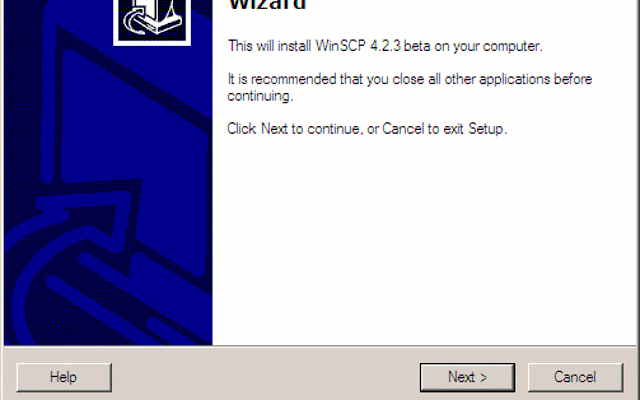 Wizard
This will install WinSCP 4.2.3 beta on your computer.
It is recommended that you close all other applications before
continuing.
Click Next to continue, or Cancel to exit Setup.
Help
Next >
Cancel